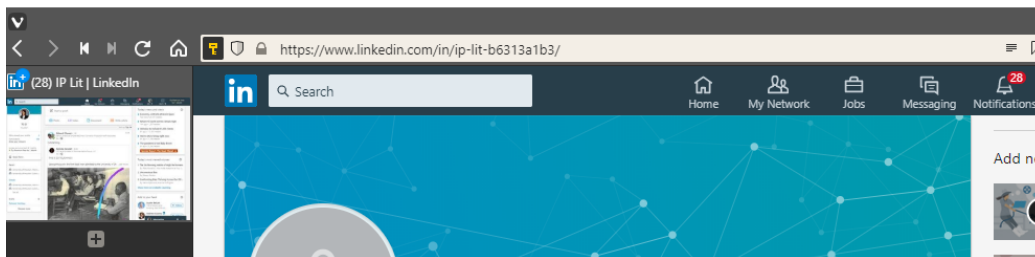 https://www.linkedin.com/in/ip-lit-b6313a1b3/
(28) IP Lit | LinkedIn
in
Search
Home
My Network
Jobs
Messaging
28
Notifications
Add n